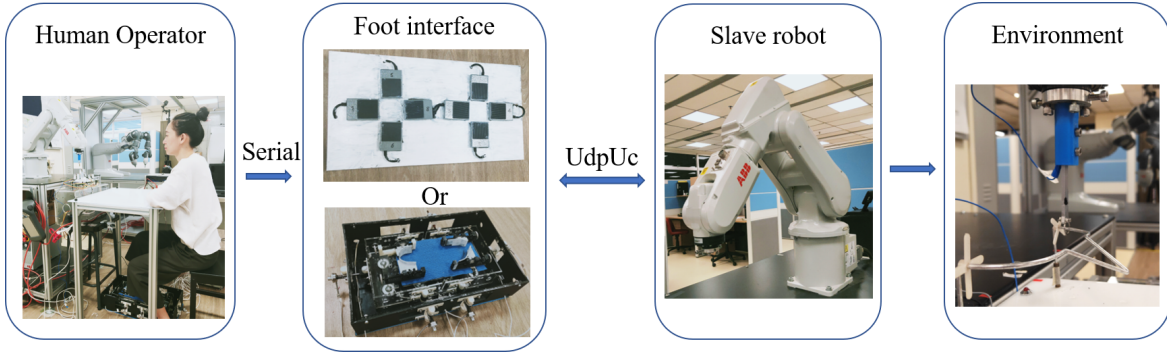 Human Operator
Serial
Foot interface
Or
UdpUc
Slave robot
ABB
Environment